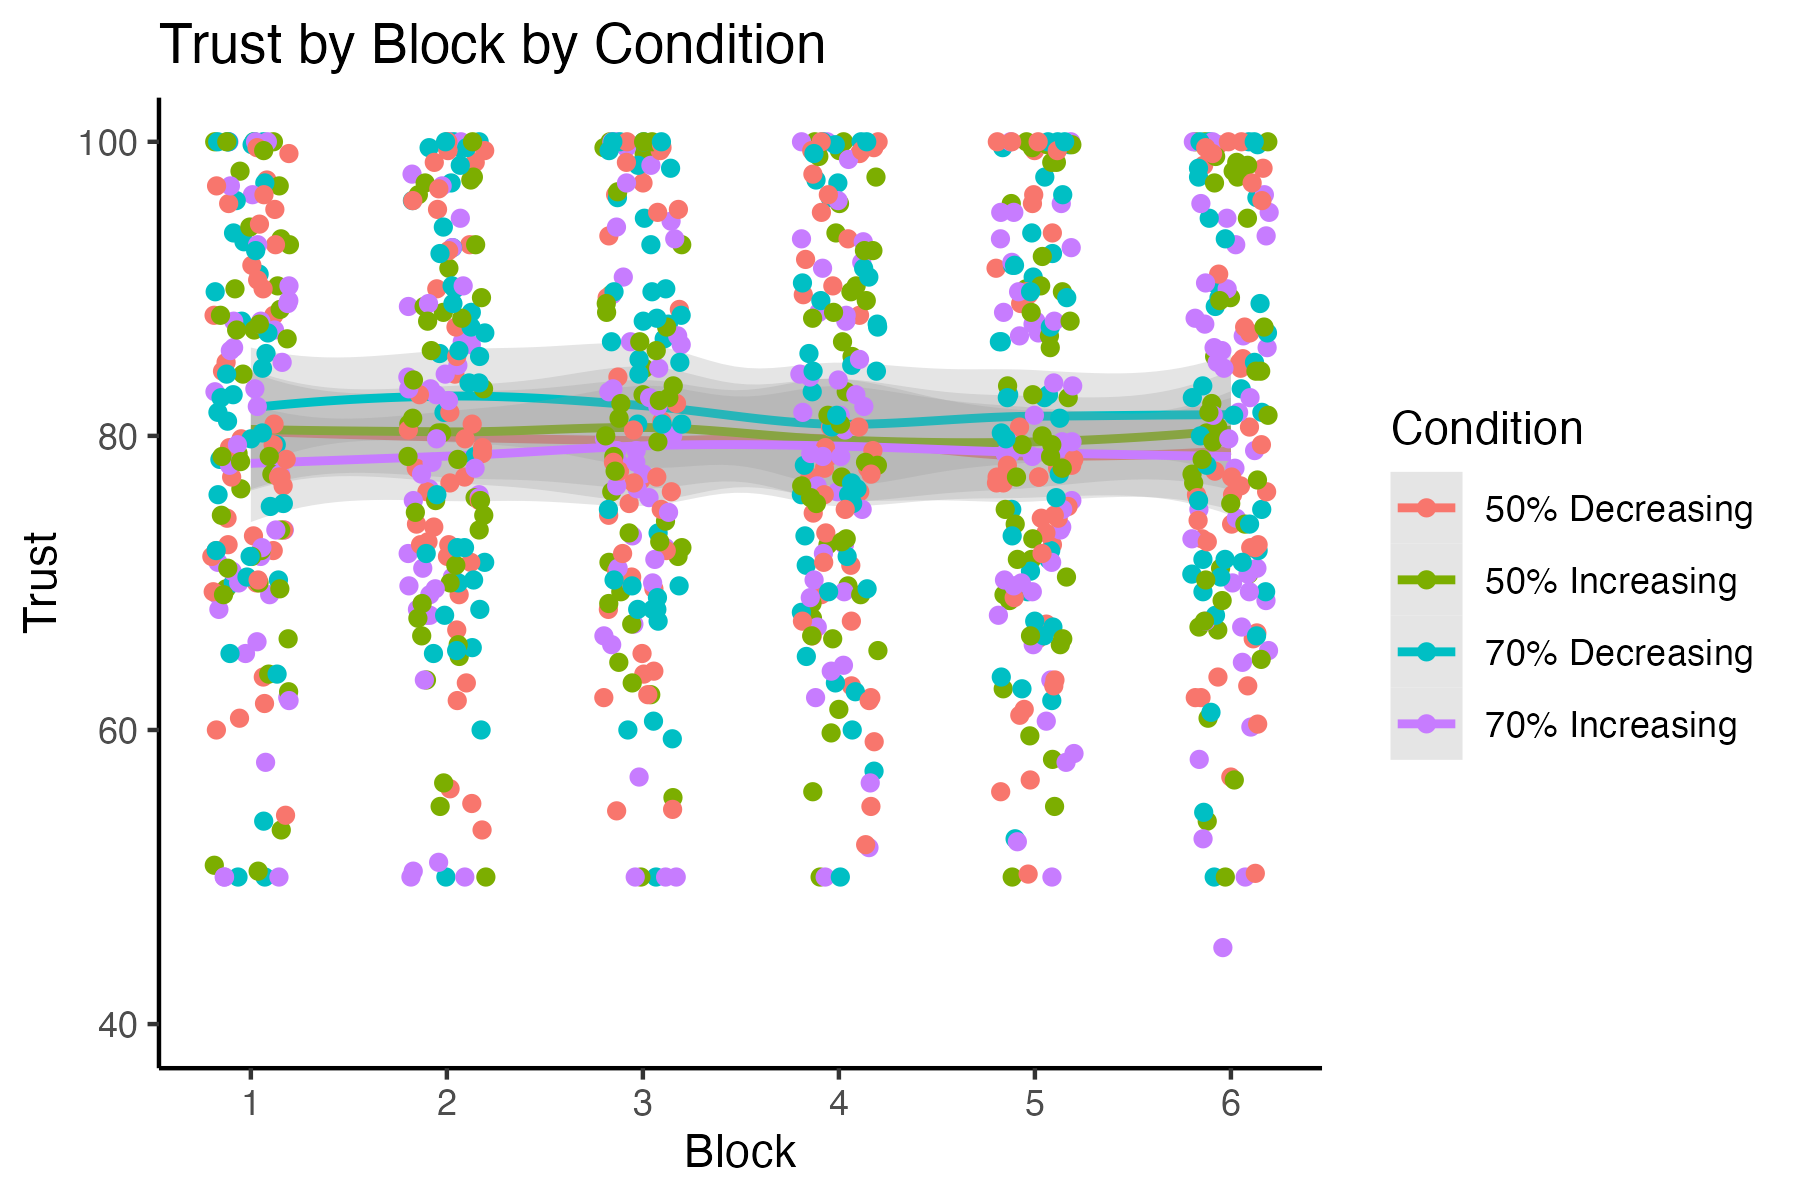 Trust by Block by Condition
Trust
100
80
60
40
1 2 3 4 5 6
Block
Condition
50% Decreasing
50% Increasing
70% Decreasing
70% Increasing